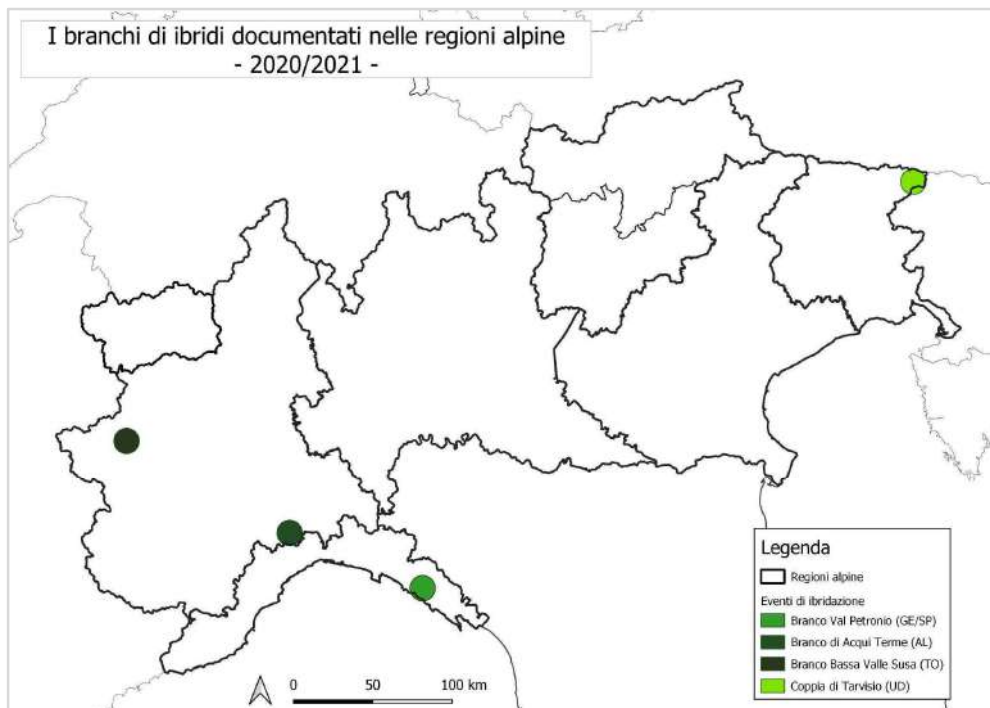 I branchi di ibridi documentati nelle regioni alpine
- 2020/2021 -
Legenda
Regioni alpine
Eventi di ibridazione
Branco Val Petronio (GE/SP)
Branco di Acqui Terme (AL)
Branco Bassa Valle Susa (TO)
Coppia di Tarvisio (UD)
0 50 100 km